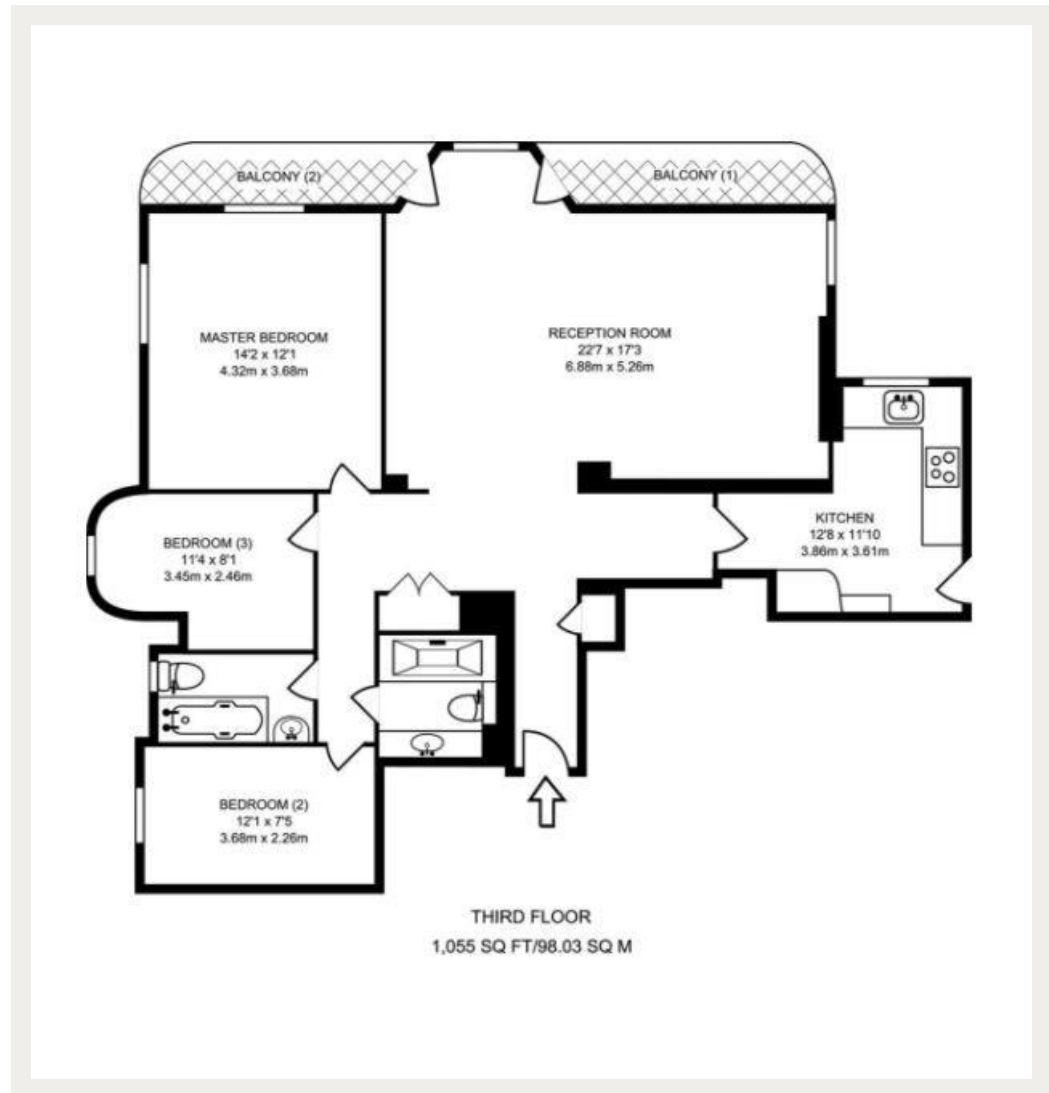 BALCONY (2)
BALCONY (1)
MASTER BEDROOM
14'2 x 12'1
4.32m x 3.68m
RECEPTION ROOM
22'7 x 17'3
6.88m x 5.26m
KITCHEN
12'8 x 11'10
3.86m x 3.61m
BEDROOM (3)
11'4 x 8'1
3.45m x 2.46m
BEDROOM (2)
12'1 x 7'5
3.68m x 2.26m
THIRD FLOOR
1,055 SQ FT/98.03 SQ M